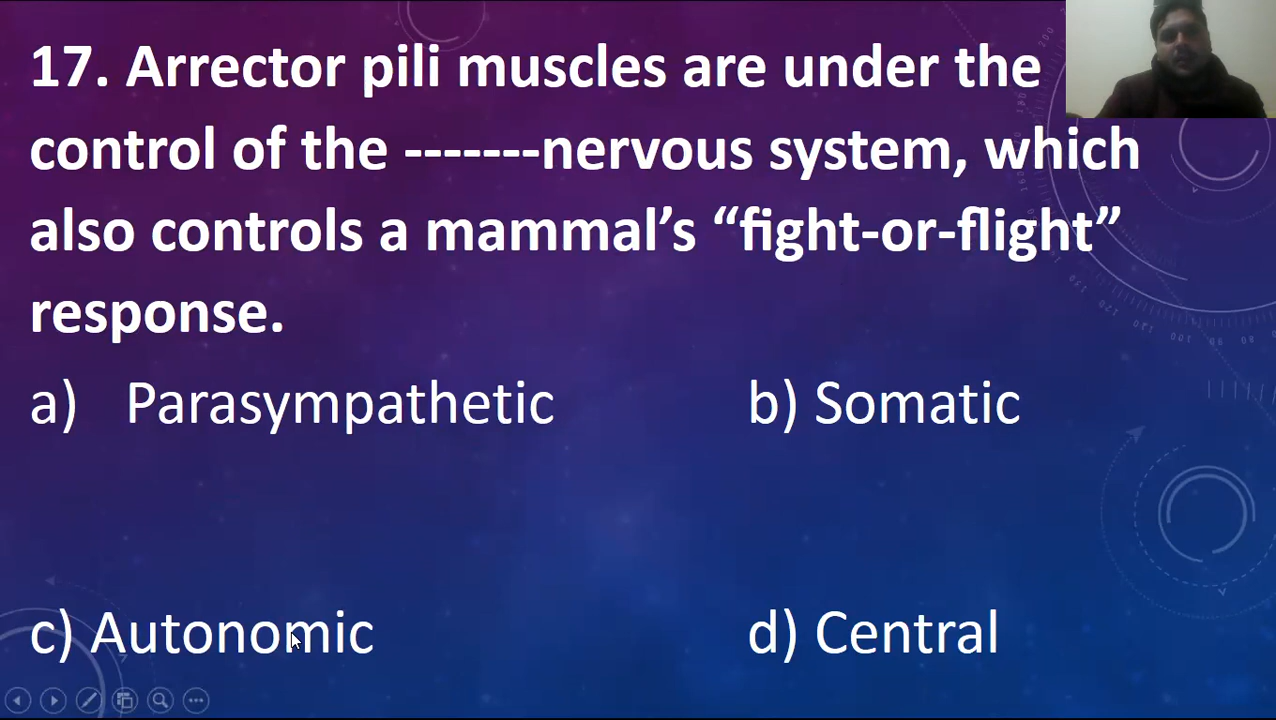 17. Arrector pili muscles are under the
control of the -------nervous system, which
also controls a mammal’s “fight-or-flight”
response.
a) Parasympathetic b) Somatic
c) Autonomic d) Central